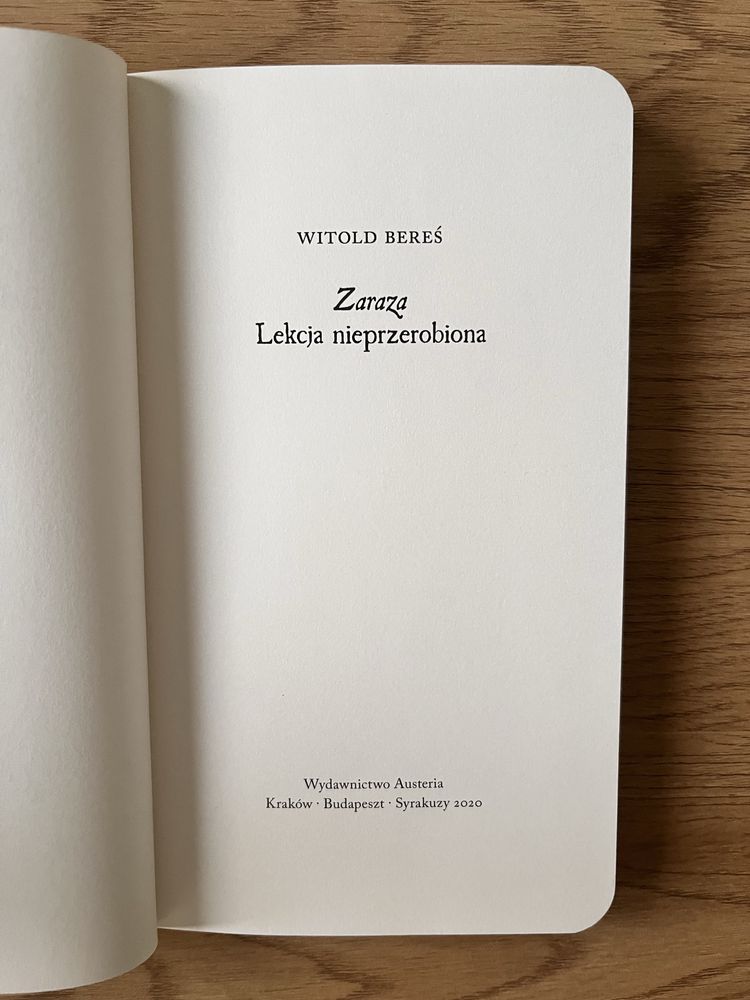 WITOLD BEREŚ
Zaraza
Lekcja nieprzerobiona
Wydawnictwo Austeria
Kraków · Budapeszt · Syrakuzy 2020